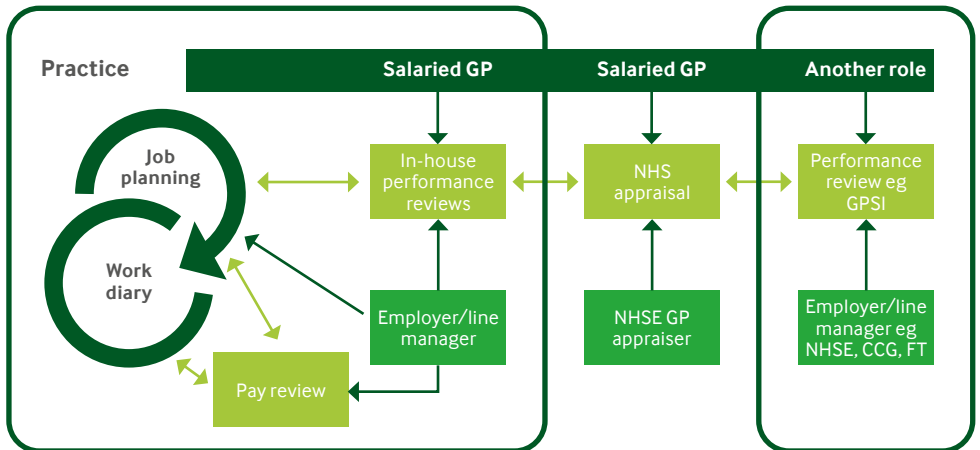 Practice
Salaried GP
Salaried GP
Another role
Job
planning
In-house
performance
reviews
NHS
appraisal
Performance
review eg
GPSI
Work
diary
Employer/line
manager
NHSE GP
appraiser
Employer/line
manager eg
NHSE, CCG, FT
Pay review